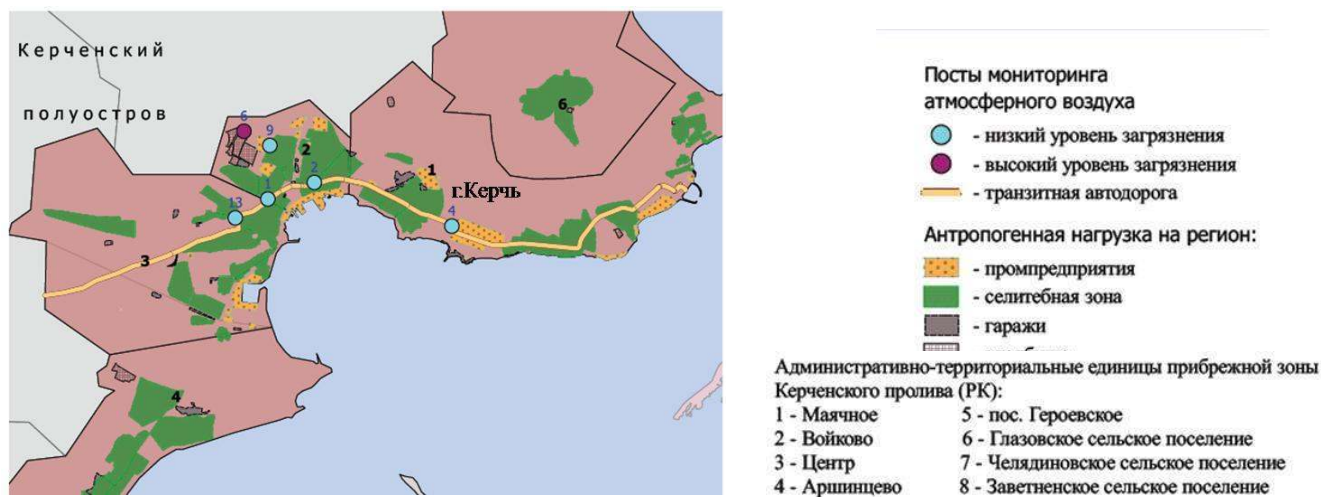 Керченский
полуостров
6
9
2
1
2
13
3
1
г.Керчь
4
6
4
Посты мониторинга
атмосферного воздуха
- низкий уровень загрязнения
- высокий уровень загрязнения
- транзитная автодорога
Антропогенная нагрузка на регион:
- промпредприятия
- селитебная зона
- гаражи
Административно-территориальные единицы прибрежной зоны
Керченского пролива (РК):
1 - Маячное
2 - Войково
3 - Центр
4 - Аршинцево
5 - пос. Героевское
6 - Глазовское сельское поселение
7 - Челядиновское сельское поселение
8 - Заветненское сельское поселение